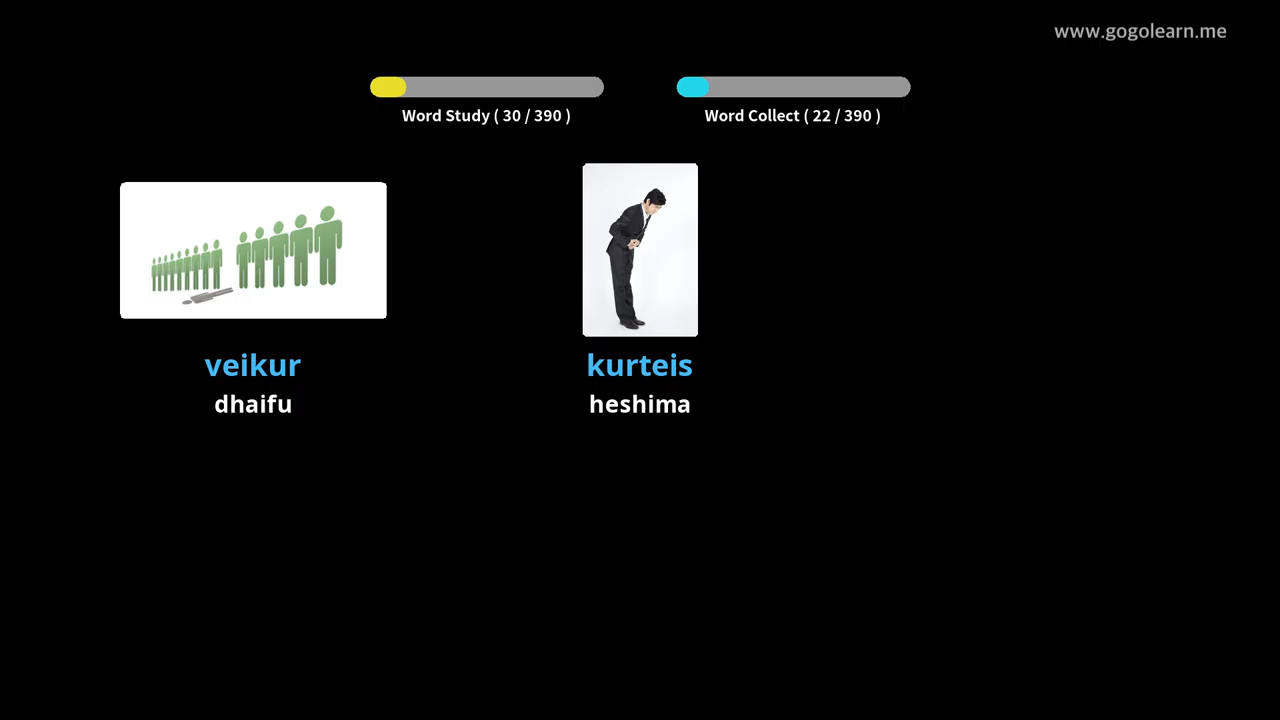 www.gogolearn.me
Word Study ( 30 / 390 )
Word Collect ( 22 / 390 )
veikur
kurteis
dhaifu
heshima